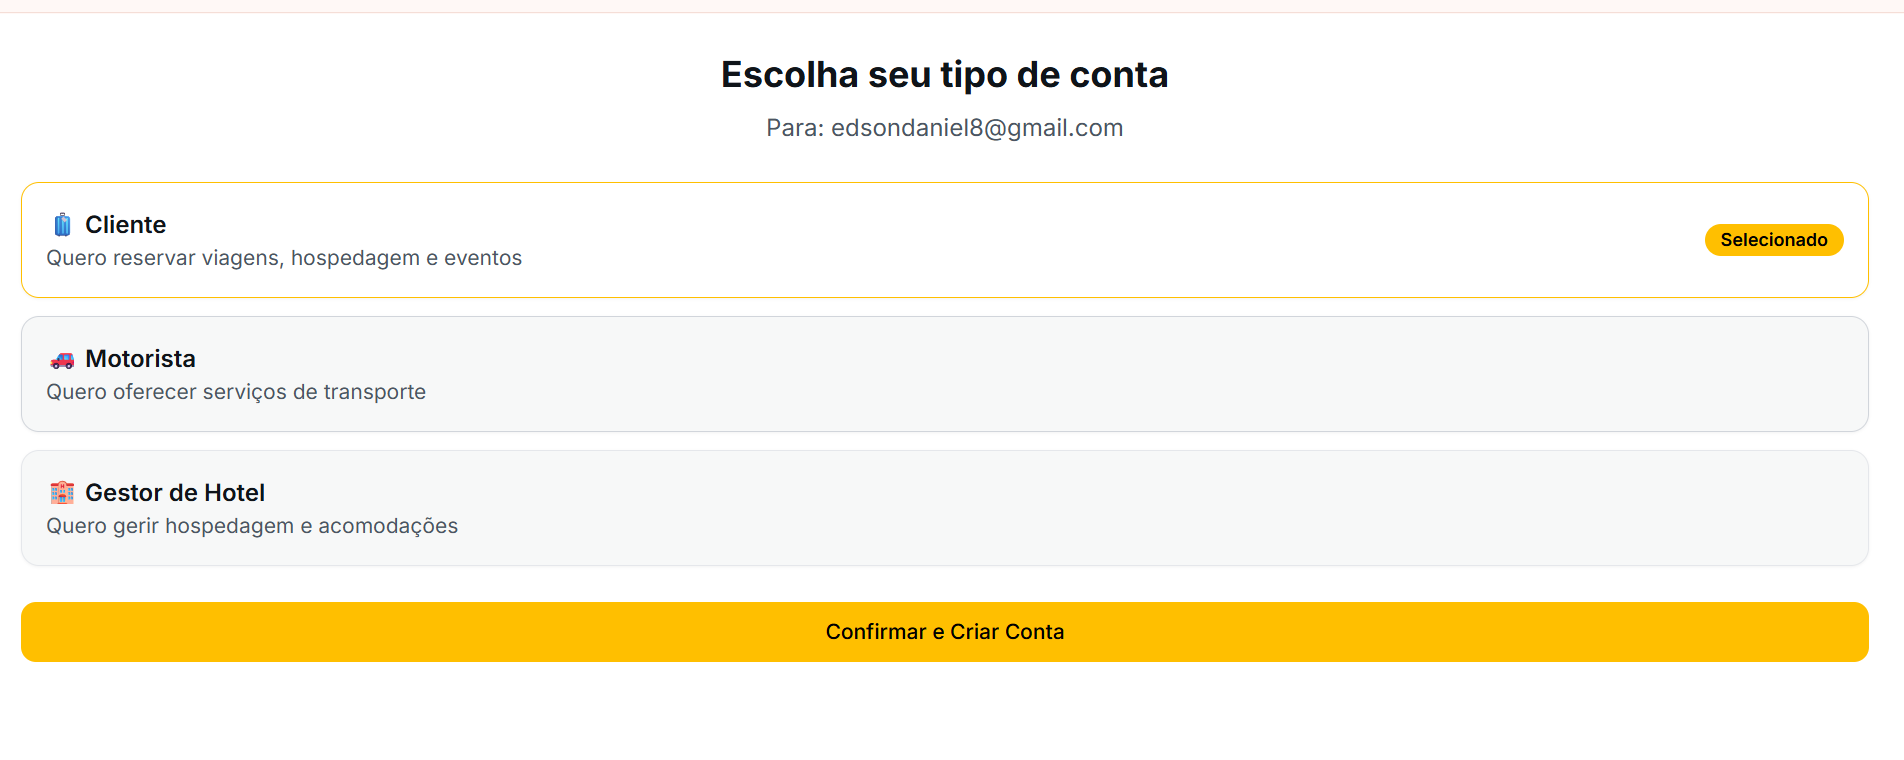 Escolha seu tipo de conta
Para: edsondaniel8@gmail.com
Cliente
Selecionado
Quero reservar viagens, hospedagem e eventos
Motorista
Quero oferecer serviços de transporte
Gestor de Hotel
Quero gerir hospedagem e acomodações
Confirmar e Criar Conta